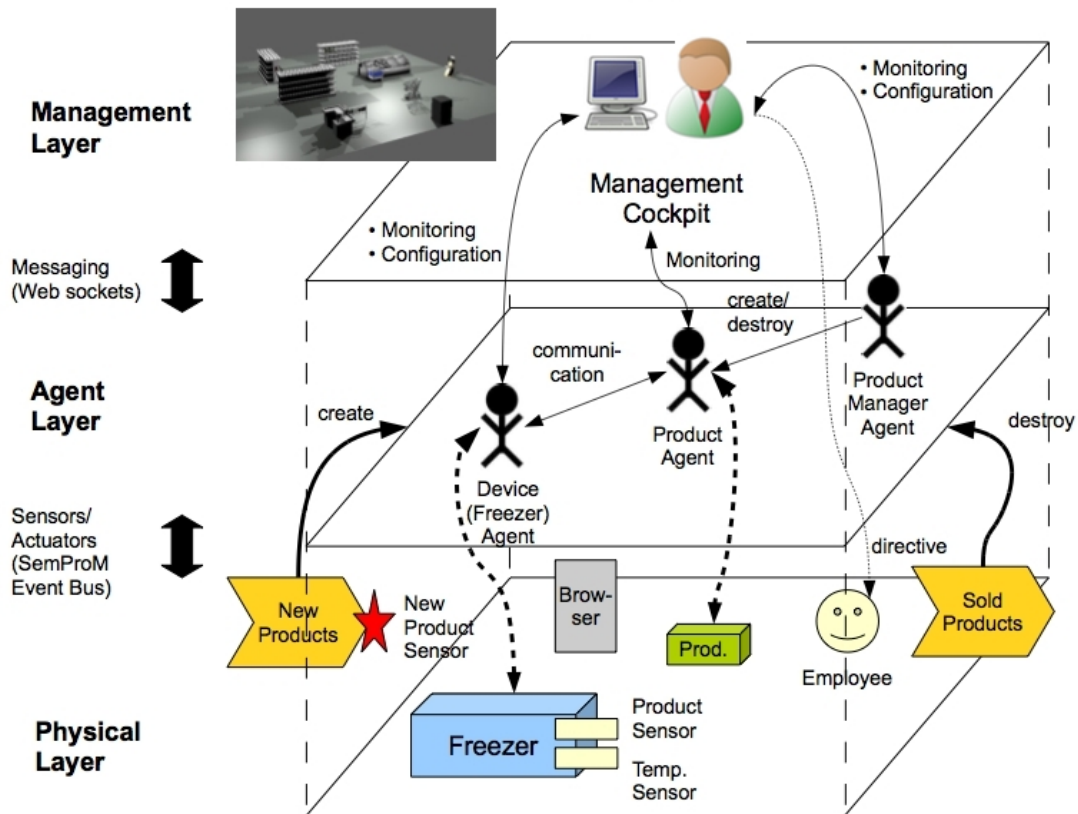 Management
Layer
• Monitoring
• Configuration
Management
Cockpit
• Monitoring
• Configuration
Messaging
(Web sockets)
Monitoring
create/
destroy
communi-
cation
Agent
Layer
create
Product
Agent
Product
Manager
Agent
destroy
Device
(Freezer)
Agent
Sensors/
Actuators
(SemProM
Event Bus)
directive
New
Products
New
Product
Sensor
Brow-
ser
Prod.
Employee
Sold
Products
Physical
Layer
Freezer
Product
Sensor
Temp.
Sensor